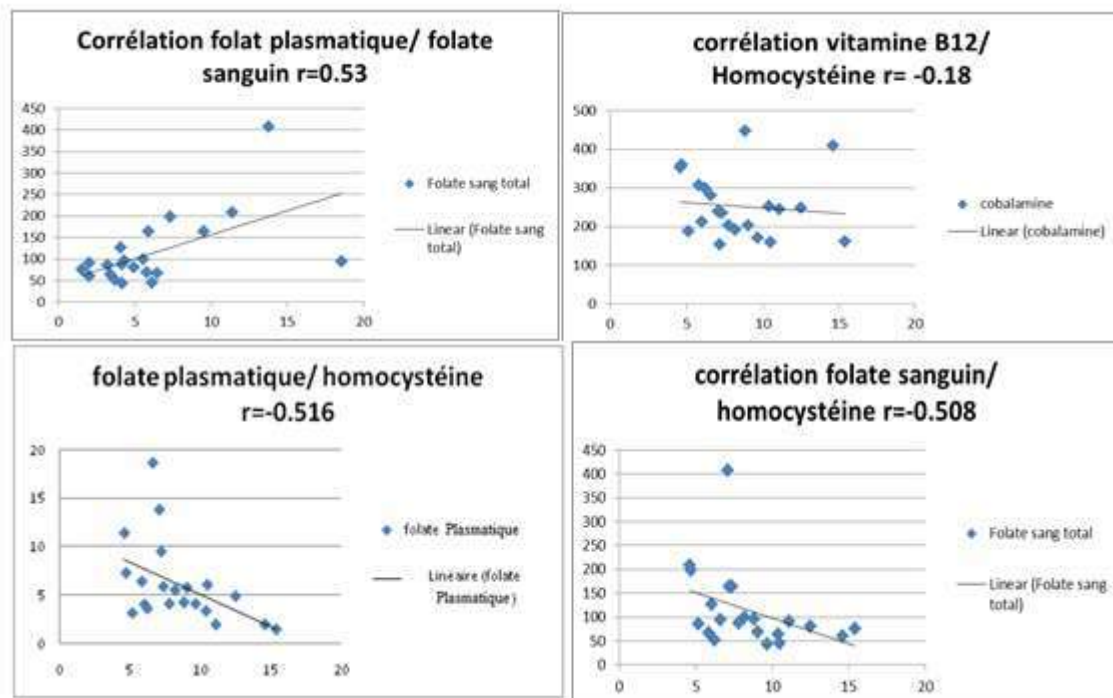 Corrélation folat plasmatique/ folate
sanguin r=0.53
450
400
350
300
250
200
150
100
50
0
0 5 10 15 20
Folate sang total
Linear (Folate sang
total)
corrélation vitamine B12/
Homocystéine r= -0.18
500
400
300
200
100
0
0 5 10 15 20
cobalamine
Linear (cobalamine)
folate plasmatique/ homocystéine
r=-0.516
20
15
10
5
0
0 5 10 15 20
folate Plasmatique
Linéaire (folate
Plasmatique)
corrélation folate sanguin/
homocystéine r=-0.508
450
400
350
300
250
200
150
100
50
0
0 5 10 15 20
Folate sang total
Linear (Folate sang
total)